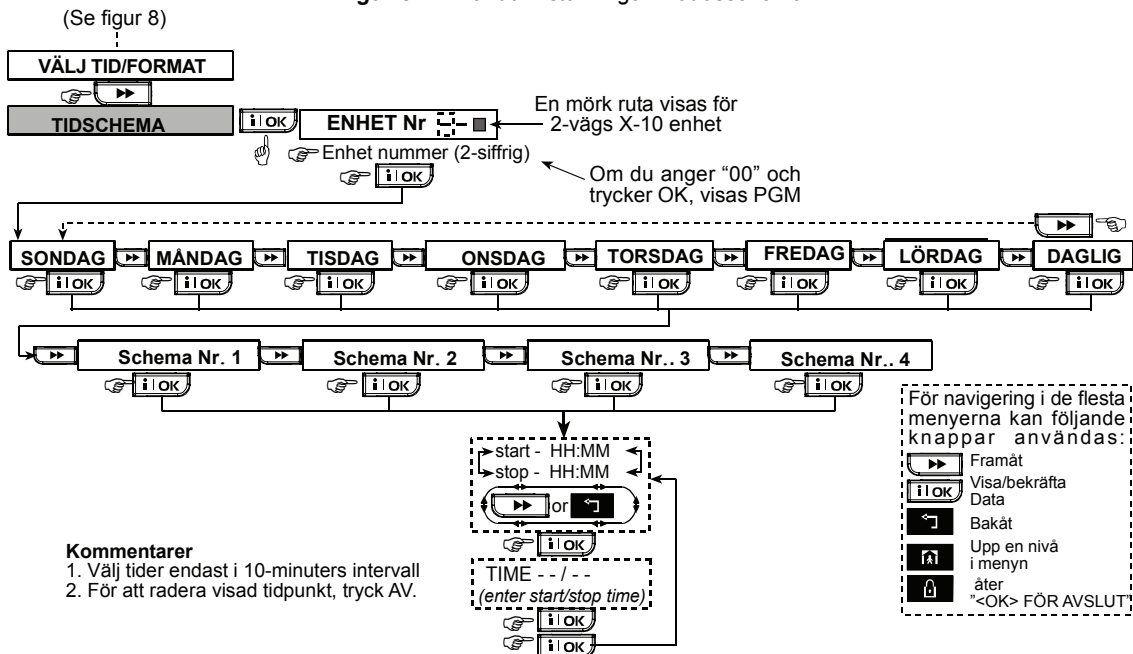 (Se figur 8)
VÄLJ TID/FORMAT
TIDSCHEMA
i OK
ENHET Nr - -
En mörk ruta visas för
2-vägs X-10 enhet
Enhet nummer (2-siffrig)
i OK
Om du anger “00” och
trycker OK, visas PGM
SONDAG MÅNDAG TISDAG ONSDAG TORSDAG FREDAG LÖRDAG DAGLIG
i OK i OK i OK i OK i OK i OK i OK i OK
Schema Nr. 1 Schema Nr. 2 Schema Nr.. 3 Schema Nr.. 4
i OK i OK i OK i OK
start - HH:MM
stop - HH:MM
or
i OK
TIME - - / - -
(enter start/stop time)
i OK
i OK
Kommentarer
1. Välj tider endast i 10-minuters intervall
2. För att radera visad tidpunkt, tryck AV.
För navigering i de flesta
menyerna kan följande
knappar användas:
Framåt
i OK Visa/bekräfta
Data
Bakåt
Upp en nivå
i menyn
åter
"<OK> FÖR AVSLUT"